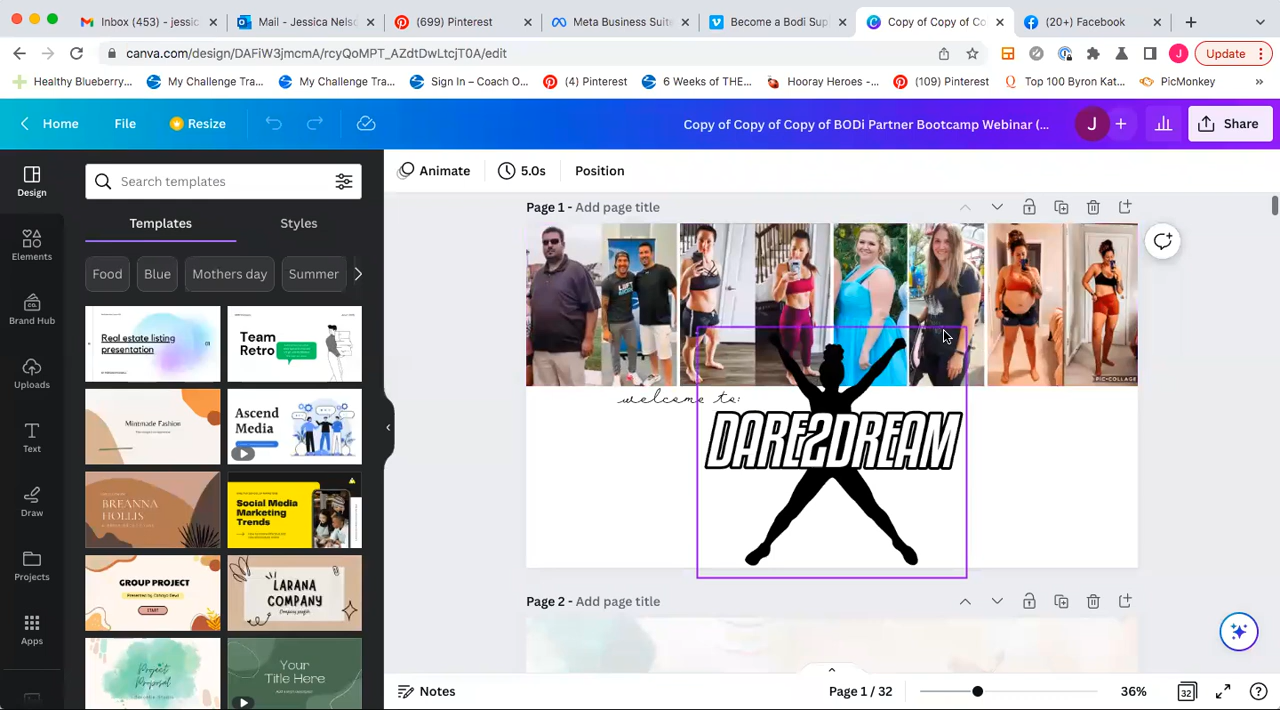 Inbox (453) - jessic
Mail - Jessica Nels
(699) Pinterest
Meta Business Suit
Become a Bodi Sup
Copy of Copy of Co
(20+) Facebook
canva.com/design/DAFiW3jmcmA/rcyQoMPT_AZdtDwLtcjT0A/edit
J
Update
Healthy Blueberry...
My Challenge Tra...
My Challenge Tra...
Sign In – Coach O...
(4) Pinterest
6 Weeks of THE...
Hooray Heroes -...
(109) Pinterest
Top 100 Byron Kat...
PicMonkey
»
Home
File
Resize
Copy of Copy of Copy of BODi Partner Bootcamp Webinar (...
J
Share
Design
Elements
Brand Hub
Uploads
Text
Draw
Projects
Apps
Search templates
Templates
Styles
Food
Blue
Mothers day
Summer
Real estate listing
presentation
Team
Retro
Minimade Fashion
Ascend
Media
BREANNA
HOLLIS
Social Media
Marketing
Trends
GROUP PROJECT
START
LARANA
COMPANY
Project
Proposal
Your
Title Here
Animate
5.0s
Position
Page 1 - Add page title
PIC•COLLAGE
welcome to:
DARE2DREAM
Page 2 - Add page title
Notes
Page 1 / 32
36%
32